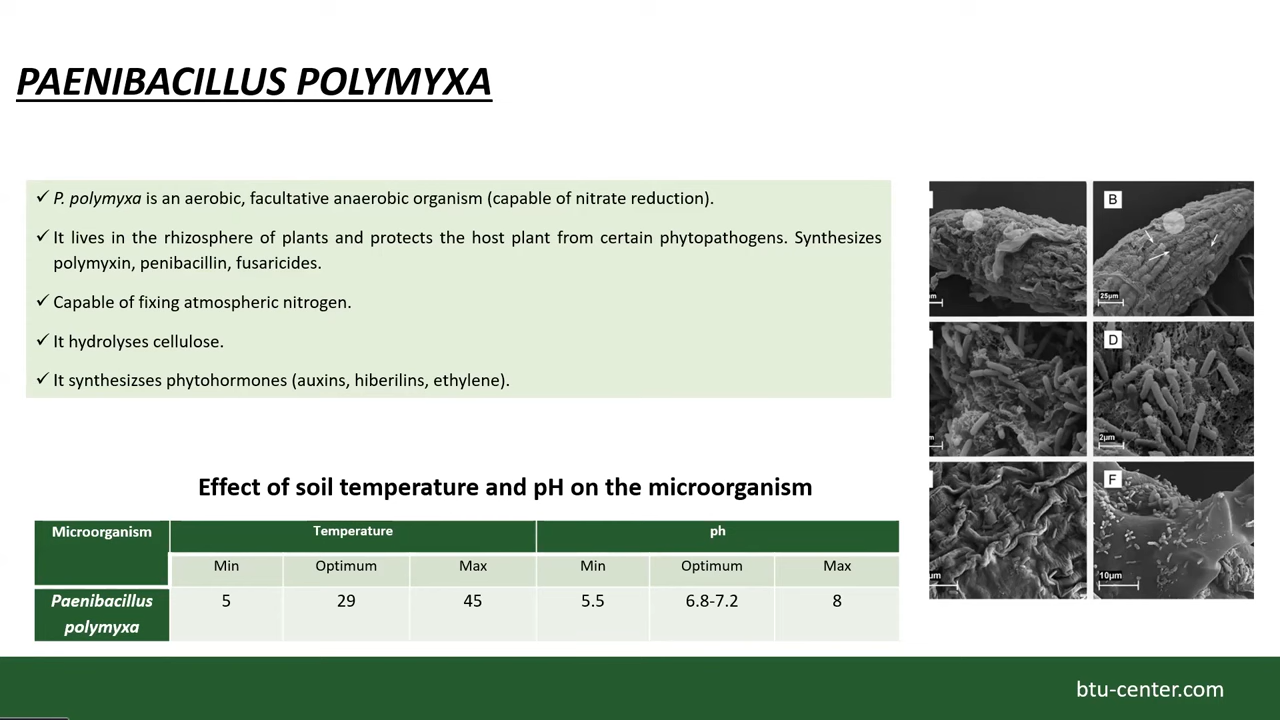 PAENIBACILLUS POLYMYXA
✓ P. polymyxa is an aerobic, facultative anaerobic organism (capable of nitrate reduction).
✓ It lives in the rhizosphere of plants and protects the host plant from certain phytopathogens. Synthesizes
polymyxin, penibacillin, fusaricides.
✓ Capable of fixing atmospheric nitrogen.
✓ It hydrolyses cellulose.
✓ It synthesizses phytohormones (auxins, hiberilins, ethylene).
B
25µm
D
2µm
F
10µm
Effect of soil temperature and pH on the microorganism
Microorganism Temperature ph
Min Optimum Max Min Optimum Max
Paenibacillus
polymyxa
5 29 45 5.5 6.8-7.2 8
btu-center.com